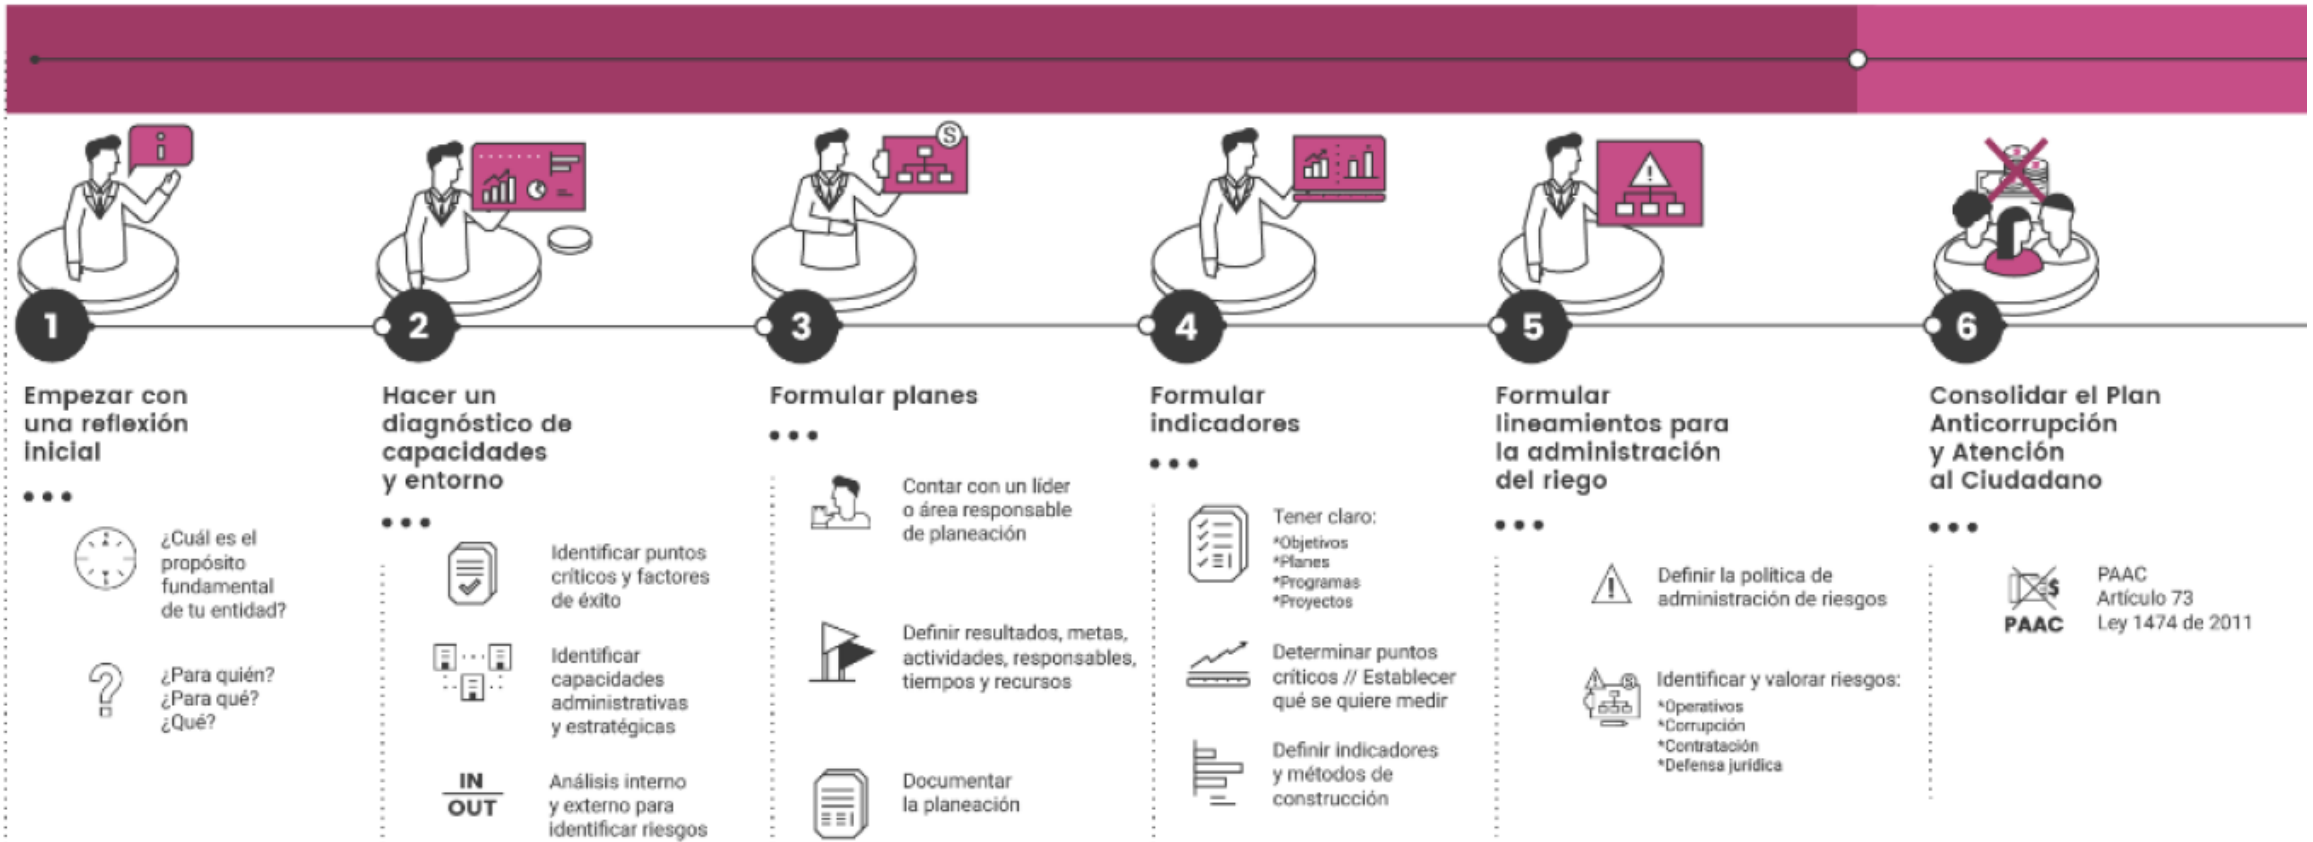 1
Empezar con
una reflexión
inicial
¿Cuál es el
propósito
fundamental
de tu entidad?
¿Para quién?
¿Para qué?
¿Qué?
2
Hacer un
diagnóstico de
capacidades
y entorno
Identificar puntos
críticos y factores
de éxito
Identificar
capacidades
administrativas
y estratégicas
IN
OUT
Análisis interno
y externo para
identificar riesgos
S
3
Formular planes
Contar con un líder
o área responsable
de planeación
Definir resultados, metas,
actividades, responsables,
tiempos y recursos
Documentar
la planeación
4
Formular
indicadores
Tener claro:
*Objetivos
*Planes
*Programas
*Proyectos
Determinar puntos
críticos // Establecer
qué se quiere medir
Definir indicadores
y métodos de
construcción
5
Formular
lineamientos para
la administración
del riego
Definir la política de
administración de riesgos
Identificar y valorar riesgos:
*Operativos
*Corrupción
*Contratación
*Defensa jurídica
6
Consolidar el Plan
Anticorrupción
y Atención
al Ciudadano
PAAC
PAAC
Artículo 73
Ley 1474 de 2011